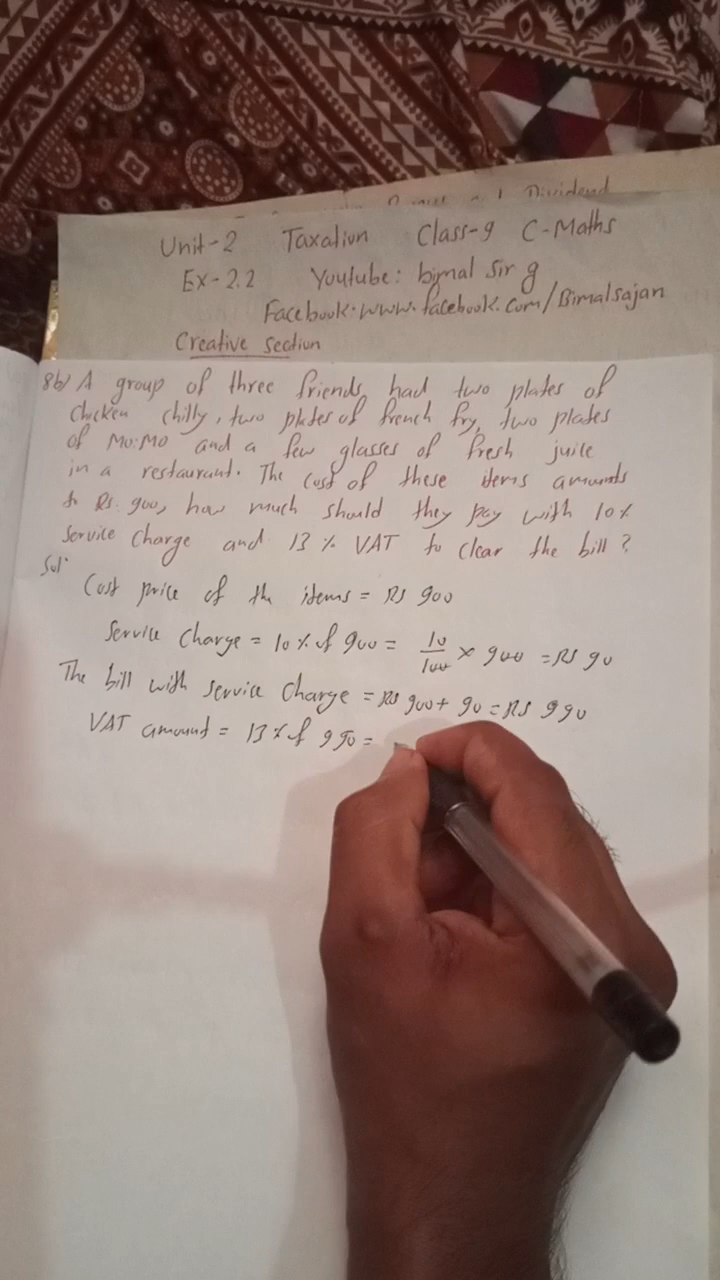 Dividend
Unit-2 Taxation Class-9 C-Maths
Ex-2.2 Youtube: bimal sir g
Facebook:www.facebook.com/Bimalsajan
Creative section
8b) A group of three friends had two plates of
chicken chilly, two plates of french fry, two plates
of Mo:Mo and a few glasses of fresh juice
in a restaurant. The cost of these items amounts
to Rs. 900, how much should they pay with 10%
service charge and 13% VAT to clear the bill?
Solⁿ
Cost price of the items = Rs 900
Service charge = 10% of 900 = 10/100 × 900 = Rs 90
The bill with service charge = Rs 900+ 90 = Rs 990
VAT amount = 13% of 990 =